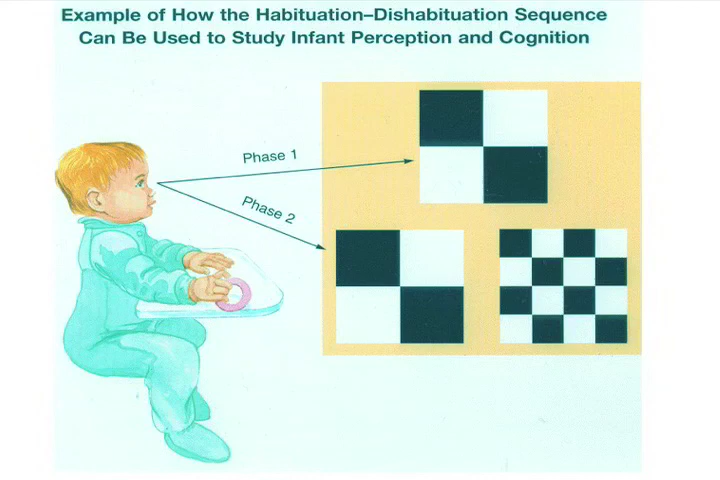 Example of How the Habituation–Dishabituation Sequence
Can Be Used to Study Infant Perception and Cognition
Phase 1
Phase 2